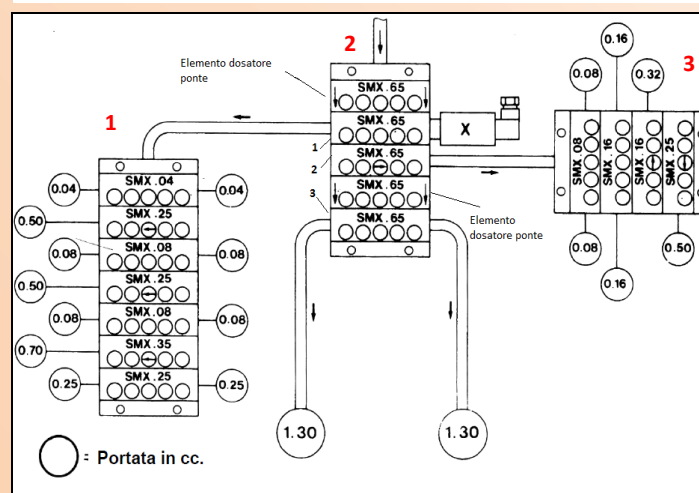 2
0.16
Elemento dosatore
ponte
0.08
0.32
3
SMX.65
1
SMX.65
X
1
SMX.65
2
SMX.08
SMX.16
SMX.16
SMX.25
SMX.04
0.04
0.04
SMX.65
3
SMX.25
0.50
SMX.65
Elemento
dosatore ponte
SMX.08
0.08
0.08
0.08
0.50
SMX.25
0.50
0.16
SMX.08
0.08
0.08
SMX.35
0.70
SMX.25
0.25
0.25
1.30
1.30
= Portata in cc.